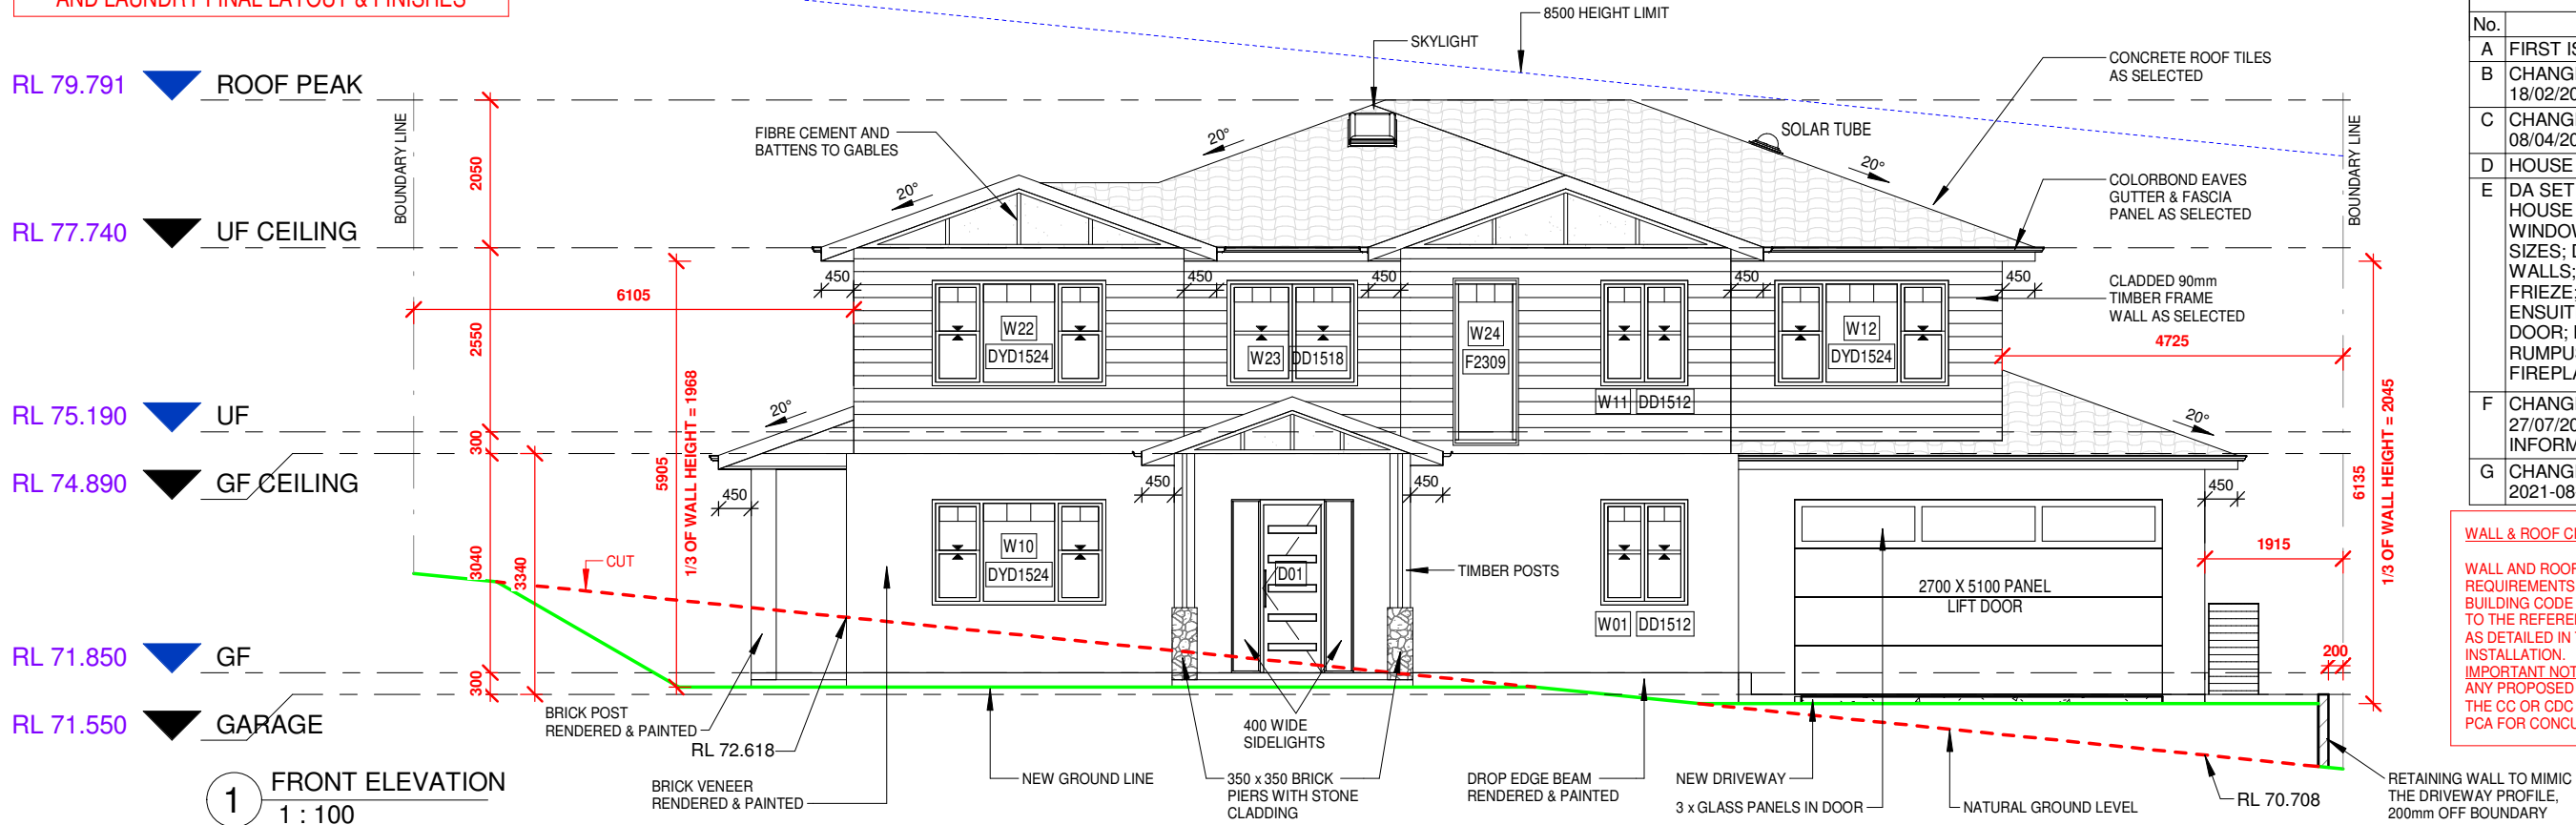 AND LAUNDRY FINAL LAYOUT & FINISHES
8500 HEIGHT LIMIT
SKYLIGHT
CONCRETE ROOF TILES
AS SELECTED
RL 79.791 ROOF PEAK
BOUNDARY LINE
FIBRE CEMENT AND
BATTENS TO GABLES
20°
SOLAR TUBE
20°
BOUNDARY LINE
2050
20°
COLORBOND EAVES
GUTTER & FASCIA
PANEL AS SELECTED
RL 77.740 UF CEILING
450
450
450
450
450
CLADDED 90mm
TIMBER FRAME
WALL AS SELECTED
6105
2550
W22
DYD1524
W23 DD1518
W24
F2309
W11 DD1512
W12
DYD1524
4725
RL 75.190 UF
20°
20°
300
5905
1/3 OF WALL HEIGHT = 1968
6135
1/3 OF WALL HEIGHT = 2045
RL 74.890 GF CEILING
450
450
450
450
3040
3340
CUT
W10
DYD1524
D01
TIMBER POSTS
W01 DD1512
2700 X 5100 PANEL
LIFT DOOR
1915
200
RL 71.850 GF
300
RL 71.550 GARAGE
BRICK POST
RENDERED & PAINTED
RL 72.618
BRICK VENEER
RENDERED & PAINTED
NEW GROUND LINE
400 WIDE
SIDELIGHTS
350 x 350 BRICK
PIERS WITH STONE
CLADDING
DROP EDGE BEAM
RENDERED & PAINTED
NEW DRIVEWAY
3 x GLASS PANELS IN DOOR
NATURAL GROUND LEVEL
RL 70.708
RETAINING WALL TO MIMIC
THE DRIVEWAY PROFILE,
200mm OFF BOUNDARY
1 FRONT ELEVATION
1 : 100
No.
A FIRST IS
B CHANG
18/02/20
C CHANG
08/04/20
D HOUSE
E DA SET
HOUSE
WINDOW
SIZES; D
WALLS;
FRIEZE
ENSUIT
DOOR;
RUMPU
FIREPLA
F CHANG
27/07/20
INFORM
G CHANG
2021-08
WALL & ROOF C
WALL AND ROOF
REQUIREMENTS
BUILDING CODE
TO THE REFERE
AS DETAILED IN
INSTALLATION.
IMPORTANT NOT
ANY PROPOSED
THE CC OR CDC
PCA FOR CONCU